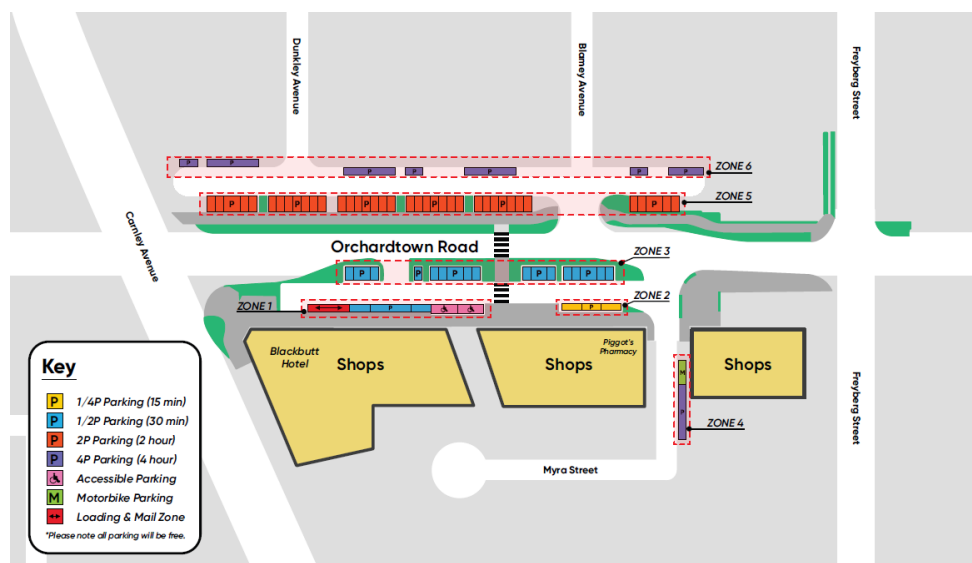 Dunkley Avenue
Blamey Avenue
Freyberg Street
P
P
ZONE 6
P
P
P
P
P
P
P
P
P
P
P
ZONE 5
Carnley Avenue
Orchardtown Road
ZONE 3
P
P
P
P
P
ZONE 1
P
P
ZONE 2
Blackbutt
Hotel
Shops
Shops
Piggot's
Pharmacy
Shops
M
P
ZONE 4
Freyberg Street
Myra Street
Key
P 1/4P Parking (15 min)
P 1/2P Parking (30 min)
P 2P Parking (2 hour)
P 4P Parking (4 hour)
Accessible Parking
M Motorbike Parking
Loading & Mail Zone
*Please note all parking will be free.